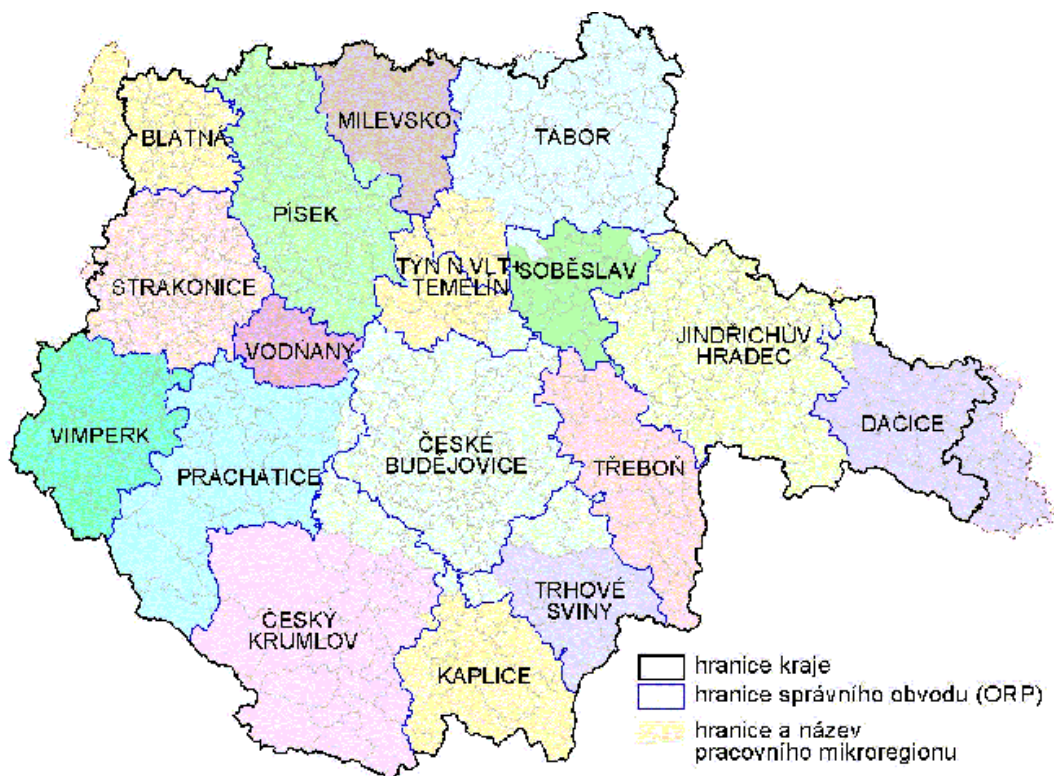 MILEVSKO
TÁBOR
BLATNÁ
PÍSEK
TÝN N.VLT+
TEMELÍN
SOBĚSLAV
STRAKONICE
JINDŘICHŮV
HRADEC
VODŇANY
VIMPERK
DAČICE
ČESKÉ
BUDĚJOVICE
PRACHATICE
TŘEBOŇ
TRHOVÉ
SVINY
ČESKÝ
KRUMLOV
KAPLICE
hranice kraje
hranice správního obvodu (ORP)
hranice a název
pracovního mikroregionu